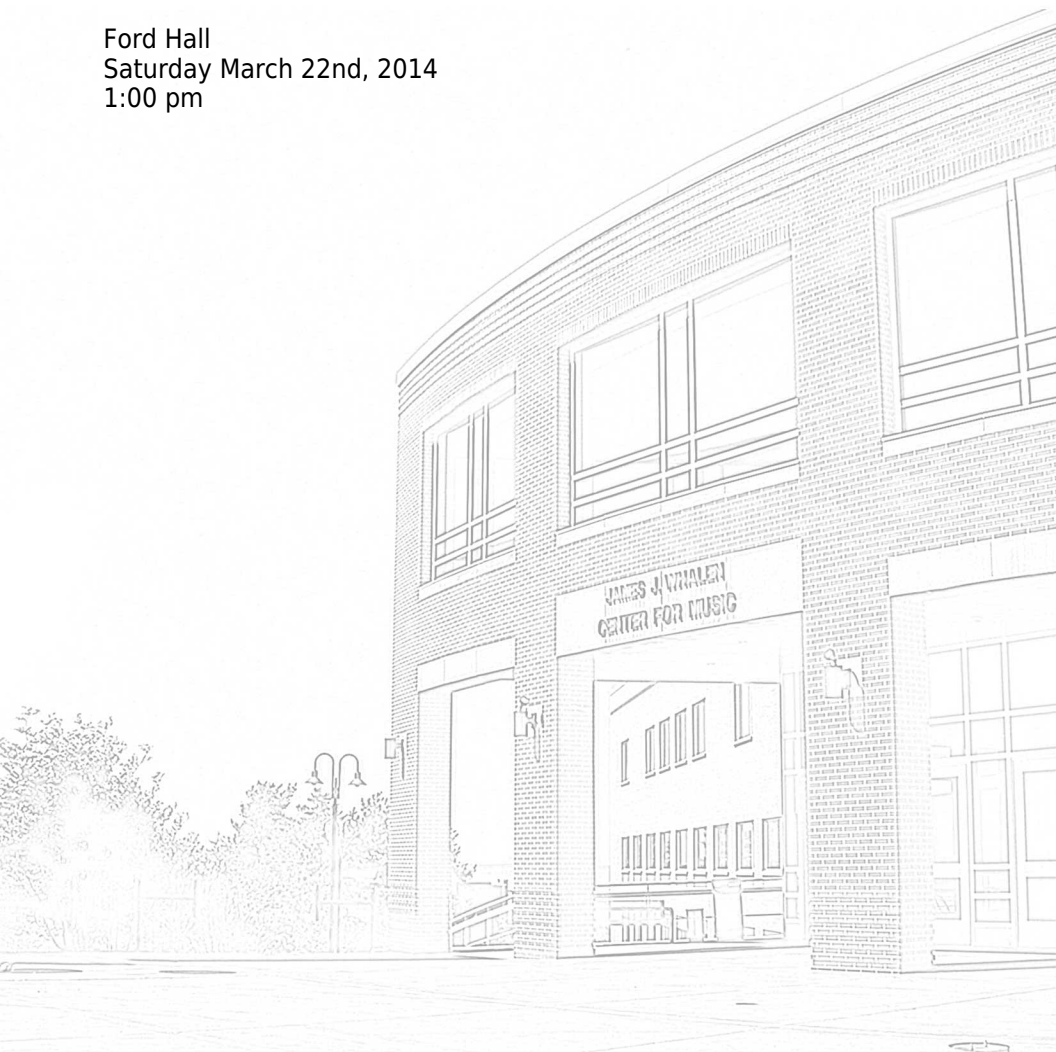 Ford Hall
Saturday March 22nd, 2014
1:00 pm
JAMES J. WHALEN
CENTER FOR MUSIC